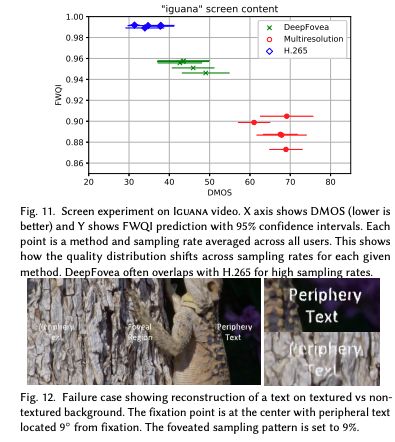 "iguana" screen content
1.00
0.98
0.96
0.94
0.92
0.90
0.88
0.86
FWQI
20
30
40
50
60
70
80
DMOS
DeepFovea
Multiresolution
H.265
Fig. 11. Screen experiment on Iguana video. X axis shows DMOS (lower is
better) and Y shows FWQI prediction with 95% confidence intervals. Each
point is a method and sampling rate averaged across all users. This shows
how the quality distribution shifts across sampling rates for each given
method. DeepFovea often overlaps with H.265 for high sampling rates.
Periphery
Text
Foveal
Region
Periphery
Text
Periphery
Text
Periphery
Text
Fig. 12. Failure case showing reconstruction of a text on textured vs non-
textured background. The fixation point is at the center with peripheral text
located 9° from fixation. The foveated sampling pattern is set to 9%.